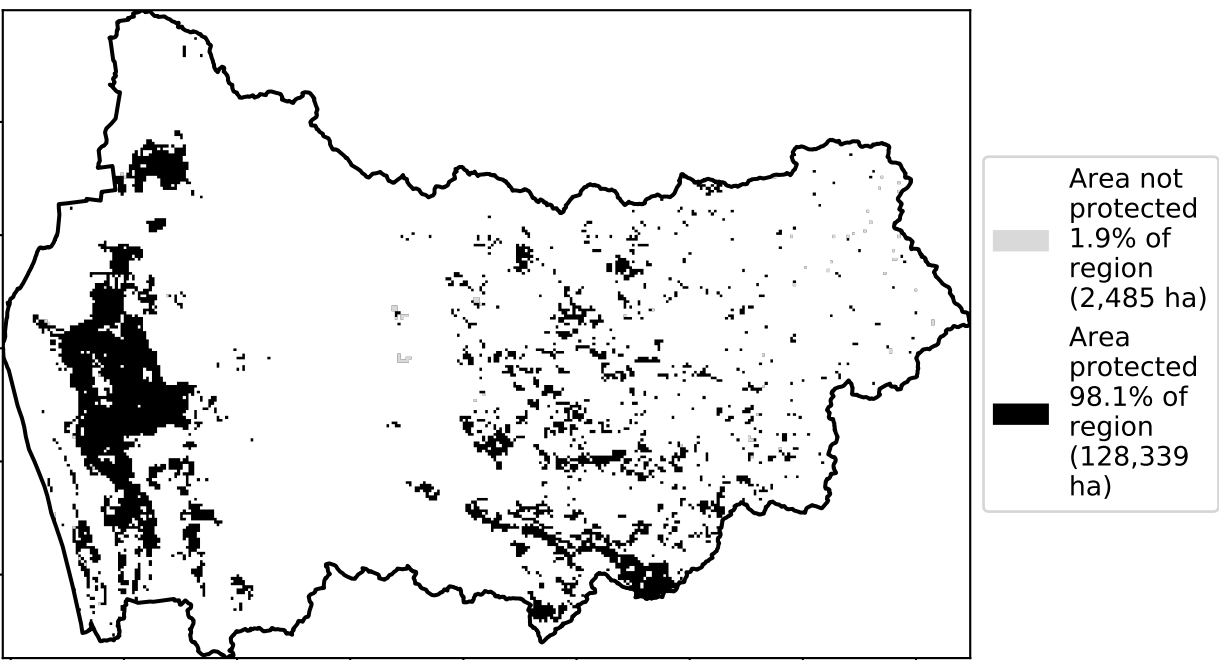 Area not
protected
1.9% of
region
(2,485 ha)
Area
protected
98.1% of
region
(128,339
ha)